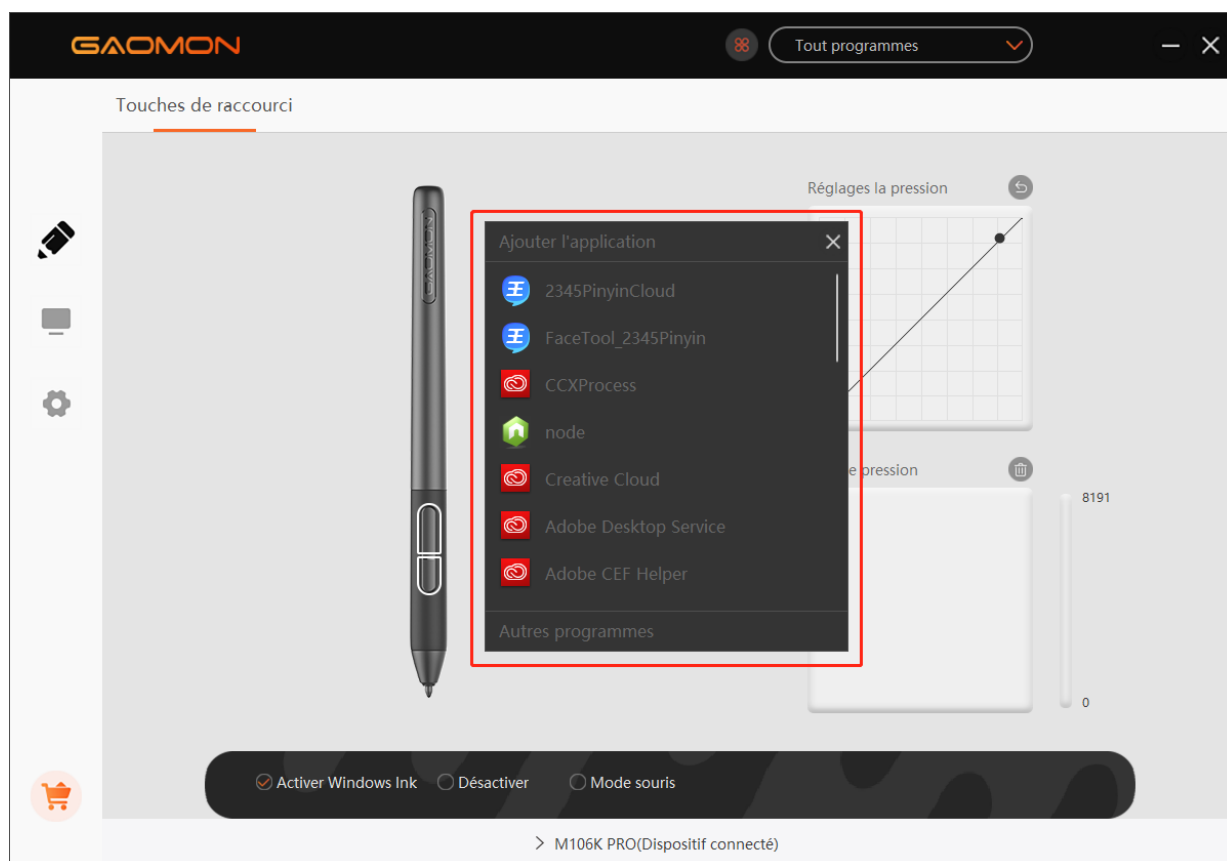 GAOMON
Tout programmes
Touches de raccourci
Réglages la pression
GAOMON
Ajouter l'application
2345PinyinCloud
FaceTool_2345Pinyin
CCXProcess
node
Creative Cloud
Adobe Desktop Service
Adobe CEF Helper
Autres programmes
e pression
8191
0
Activer Windows Ink
Désactiver
Mode souris
M106K PRO(Dispositif connecté)